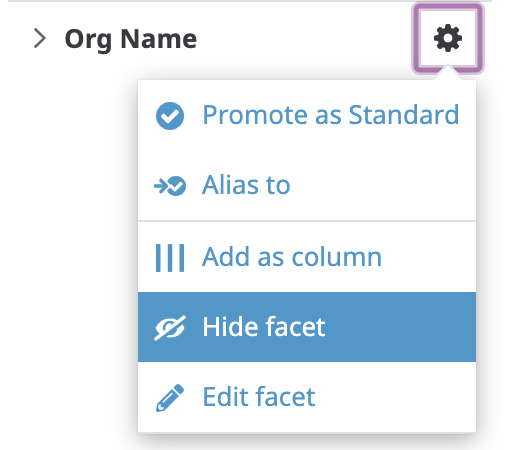 Org Name
Promote as Standard
Alias to
Add as column
Hide facet
Edit facet